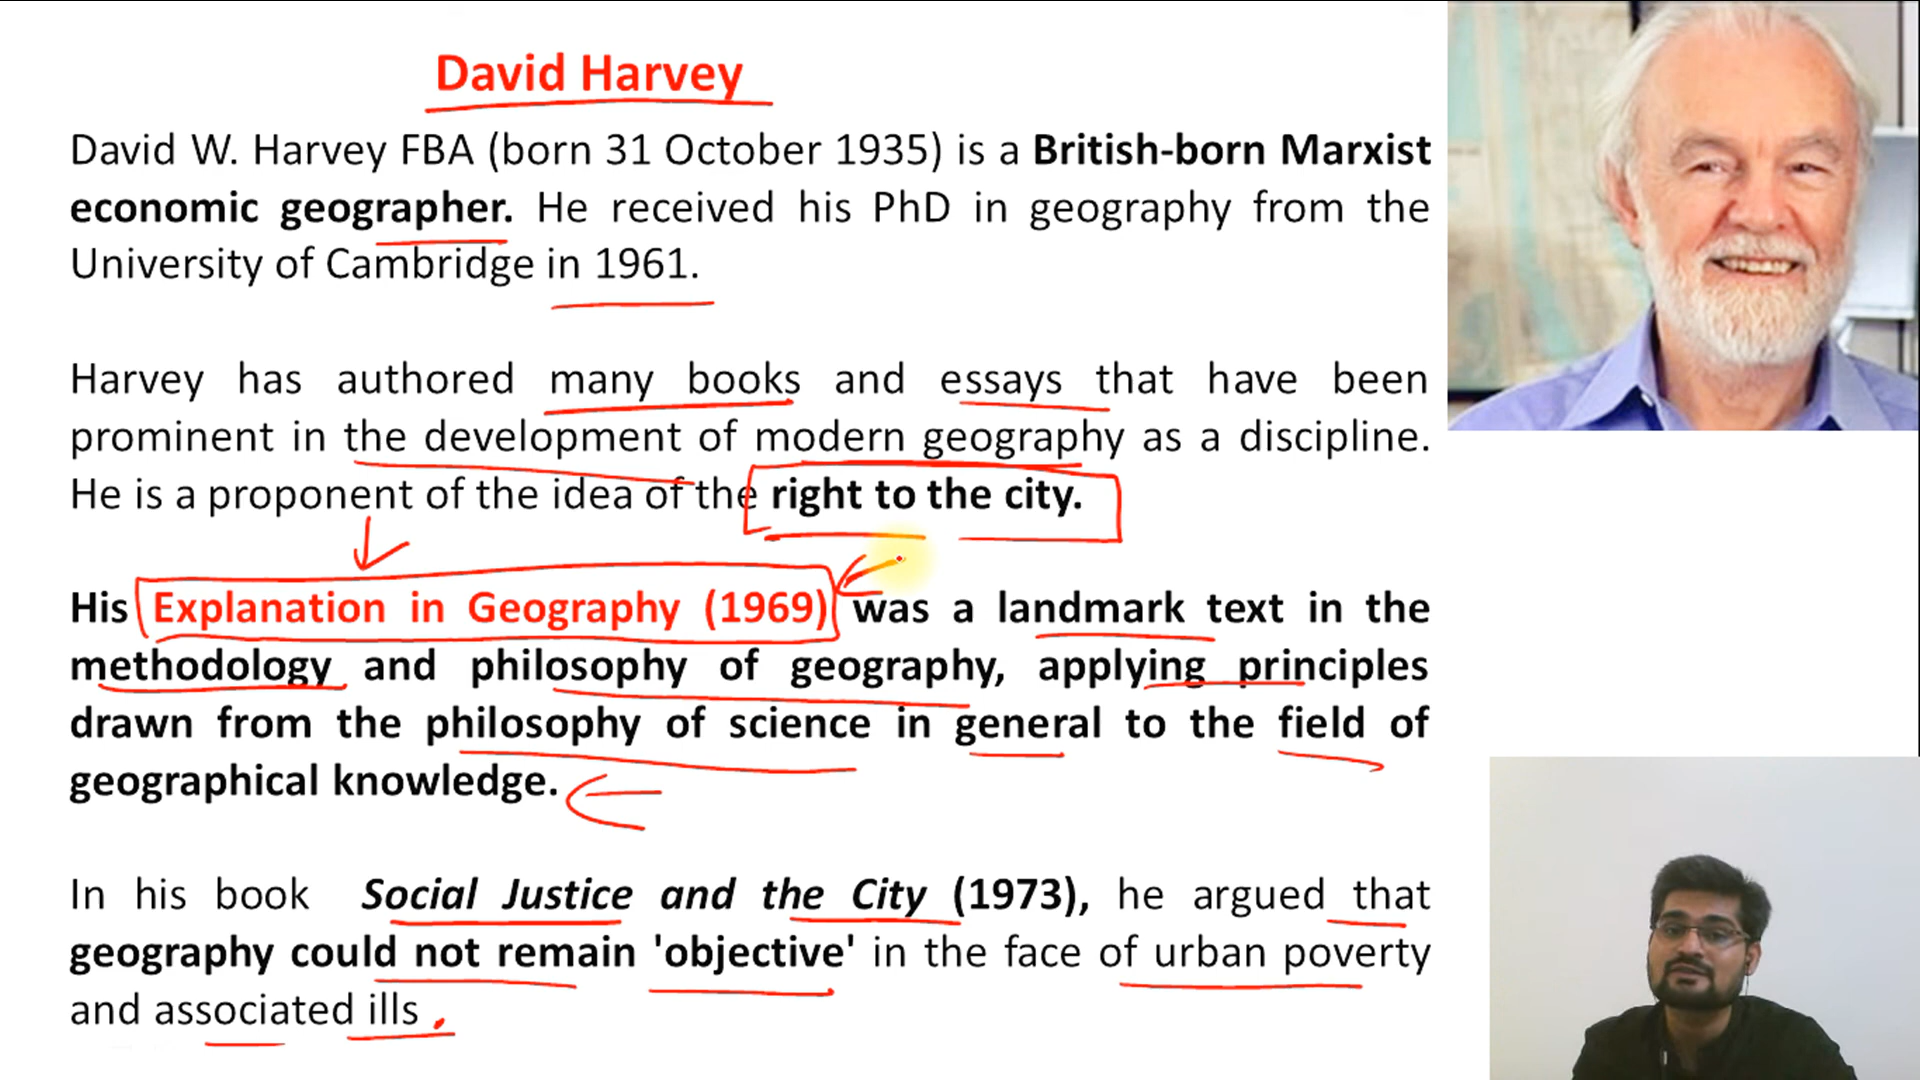 David Harvey
David W. Harvey FBA (born 31 October 1935) is a British-born Marxist
economic geographer. He received his PhD in geography from the
University of Cambridge in 1961.
Harvey has authored many books and essays that have been
prominent in the development of modern geography as a discipline.
He is a proponent of the idea of the right to the city.
His Explanation in Geography (1969) was a landmark text in the
methodology and philosophy of geography, applying principles
drawn from the philosophy of science in general to the field of
geographical knowledge.
In his book Social Justice and the City (1973), he argued that
geography could not remain 'objective' in the face of urban poverty
and associated ills .